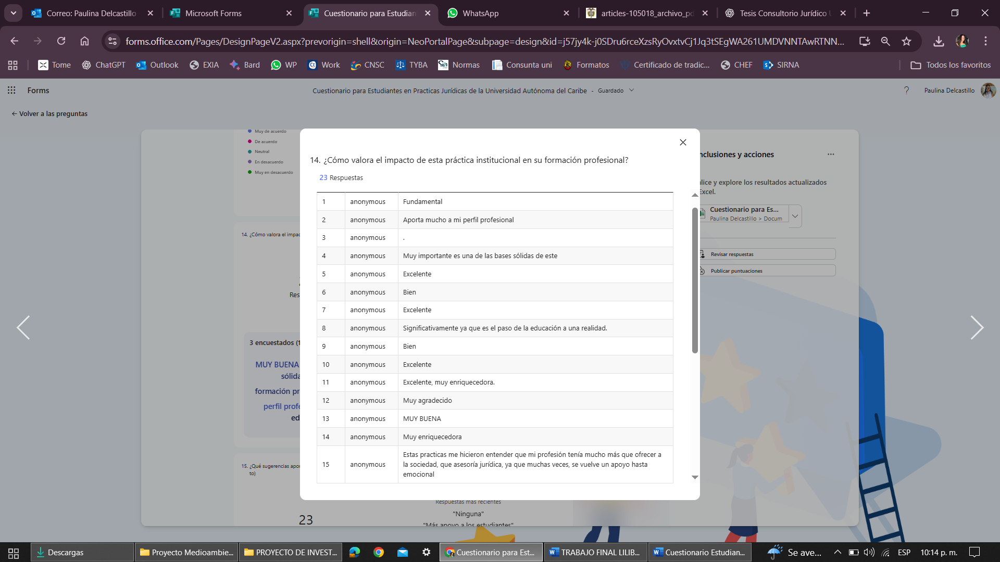 Correo: Paulina Delcastillo
Microsoft Forms
Cuestionario para Estudian
WhatsApp
articles-105018_archivo_pd
Tesis Consultorio Jurídico U
forms.office.com/Pages/DesignPageV2.aspx?prevorigin=shell&origin=NeoPortalPage&subpage=design&id=j57jy4k-j0SDru6rceXzsRyOvxtvCj1Jq3tSEgWA261UMDVNNTAwRTNN...
Tome
ChatGPT
Outlook
EXIA
Bard
WP
Work
CNSC
TYBA
Normas
Consunta uni
Formatos
Certificado de tradic...
CHEF
SIRNA
Todos los favoritos
Forms
Cuestionario para Estudiantes en Practicas Jurídicas de la Universidad Autónoma del Caribe - Guardado
?
Paulina Delcastillo
Volver a las preguntas
Muy de acuerdo
De acuerdo
Neutral
En desacuerdo
Muy en desacuerdo
14. ¿Cómo valora el impac
Res
3 encuestados (1
MUY BUENA
sólida
formación pr
perfil profe
ed
15. ¿Qué sugerencias apor
to)
23
Respuestas más recientes
"Ninguna"
"Más apoyo a los estudiantes"
14. ¿Cómo valora el impacto de esta práctica institucional en su formación profesional?
23 Respuestas
1 anonymous Fundamental
2 anonymous Aporta mucho a mi perfil profesional
3 anonymous .
4 anonymous Muy importante es una de las bases sólidas de este
5 anonymous Excelente
6 anonymous Bien
7 anonymous Excelente
8 anonymous Significativamente ya que es el paso de la educación a una realidad.
9 anonymous Bien
10 anonymous Excelente
11 anonymous Excelente, muy enriquecedora.
12 anonymous Muy agradecido
13 anonymous MUY BUENA
14 anonymous Muy enriquecedora
15 anonymous Estas practicas me hicieron entender que mi profesión tenía mucho más que ofrecer a
la sociedad, que asesoría jurídica, ya que muchas veces, se vuelve un apoyo hasta
emocional
nclusiones y acciones
...
lice y explore los resultados actualizados
Excel.
Cuestionario para Es...
Paulina Delcastillo > Docum
Revisar respuestas
Publicar puntuaciones
Descargas
Proyecto Medioambie...
PROYECTO DE INVEST...
Cuestionario para Est...
TRABAJO FINAL LILIB...
Cuestionario Estudian...
Se ave...
ESP
10:14 p. m.